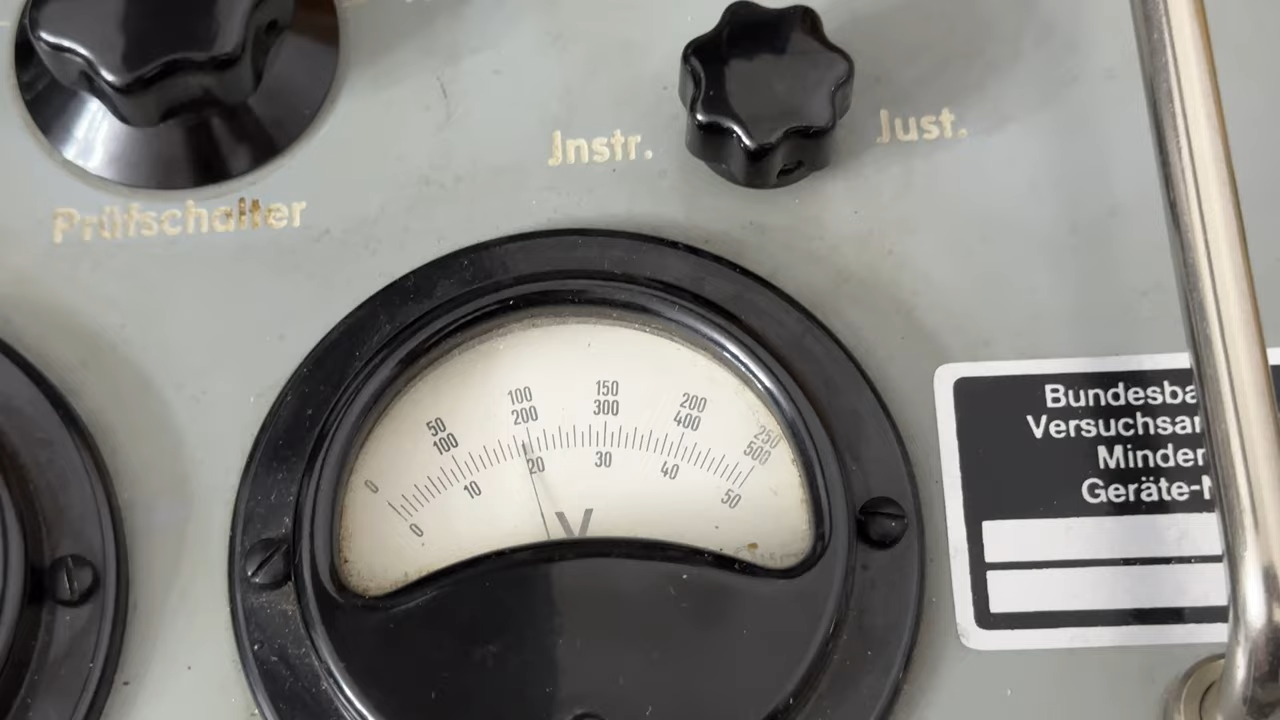 Jnstr.
Just.
Prüfschalter
0 50 100 150 200 250
100 200 300 400 500
0 10 20 30 40 50
V
Bundesba
Versuchsan
Minden
Geräte-N